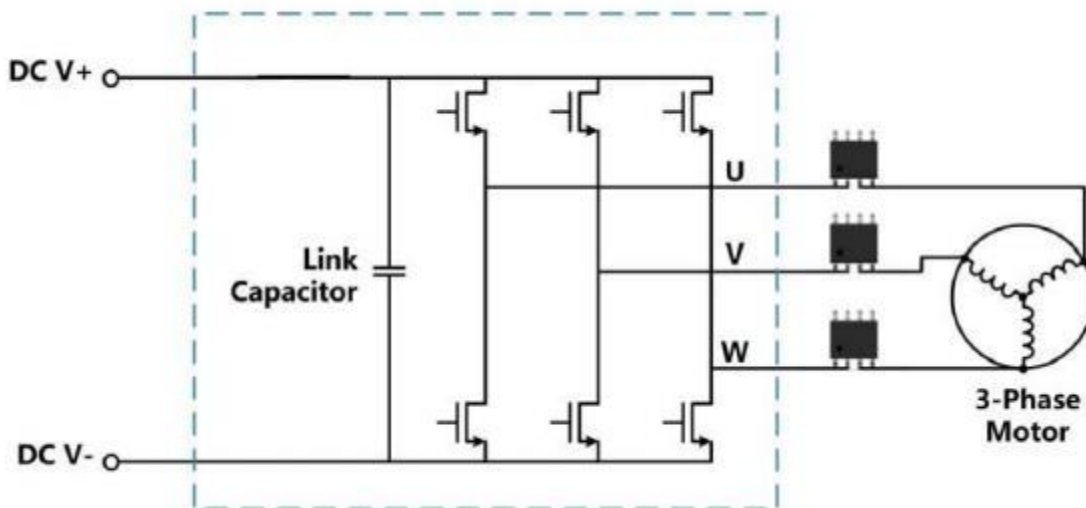 DC V+
U
V
Link
Capacitor
W
3-Phase
Motor
DC V-